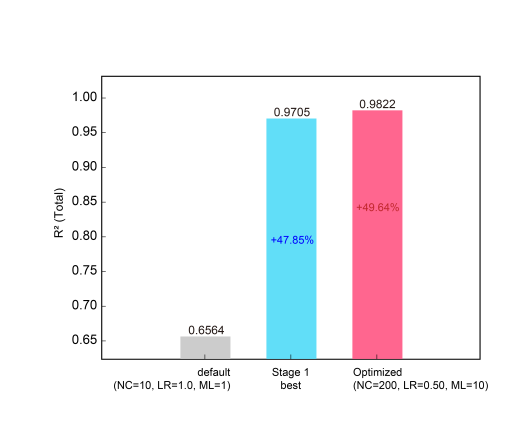 1.00
0.95
0.90
0.85
0.80
0.75
0.70
0.65
R² (Total)
0.6564
0.9705
0.9822
+47.85%
+49.64%
default
(NC=10, LR=1.0, ML=1)
Stage 1
best
Optimized
(NC=200, LR=0.50, ML=10)